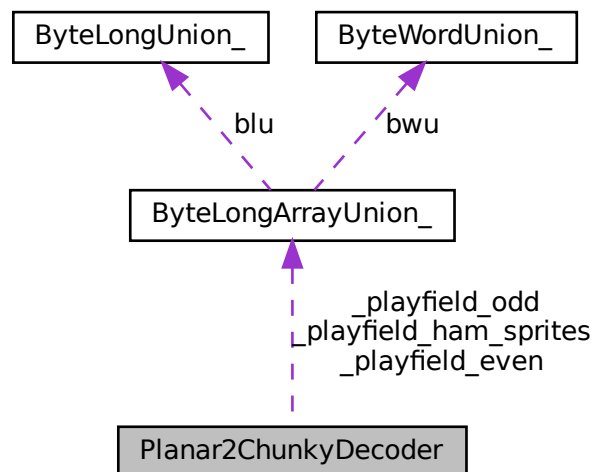 ByteLongUnion_
ByteWordUnion_
blu
bwu
ByteLongArrayUnion_
_playfield_odd
_playfield_ham_sprites
_playfield_even
Planar2ChunkyDecoder